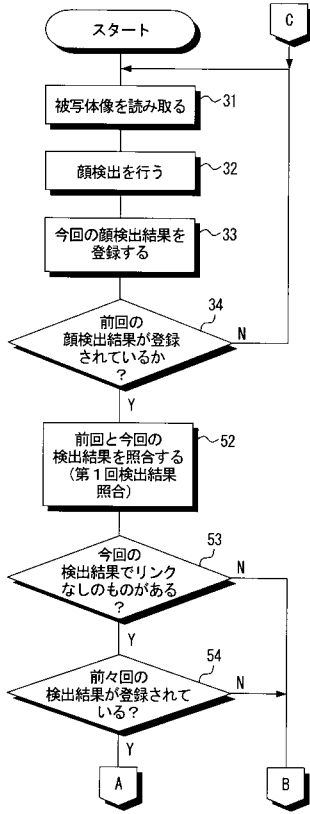 スタート
C
被写体像を読み取る
31
顔検出を行う
32
今回の顔検出結果を
登録する
33
34
前回の
顔検出結果が登録
されているか
？
N
Y
前回と今回の
検出結果を照合する
（第１回検出結果
照合）
52
53
今回の
検出結果でリンク
なしのものがある
？
N
Y
54
前々回の
検出結果が登録されて
いる？
N
Y
A
B